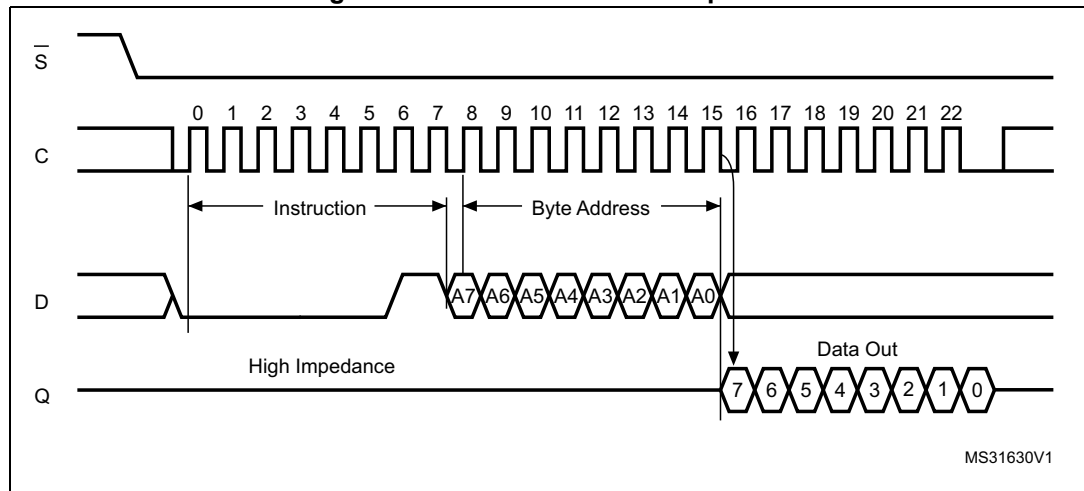 S
0 1 2 3 4 5 6 7 8 9 10 11 12 13 14 15 16 17 18 19 20 21 22
C
Instruction Byte Address
D A7 A6 A5 A4 A3 A2 A1 A0
High Impedance Data Out
Q 7 6 5 4 3 2 1 0
MS31630V1